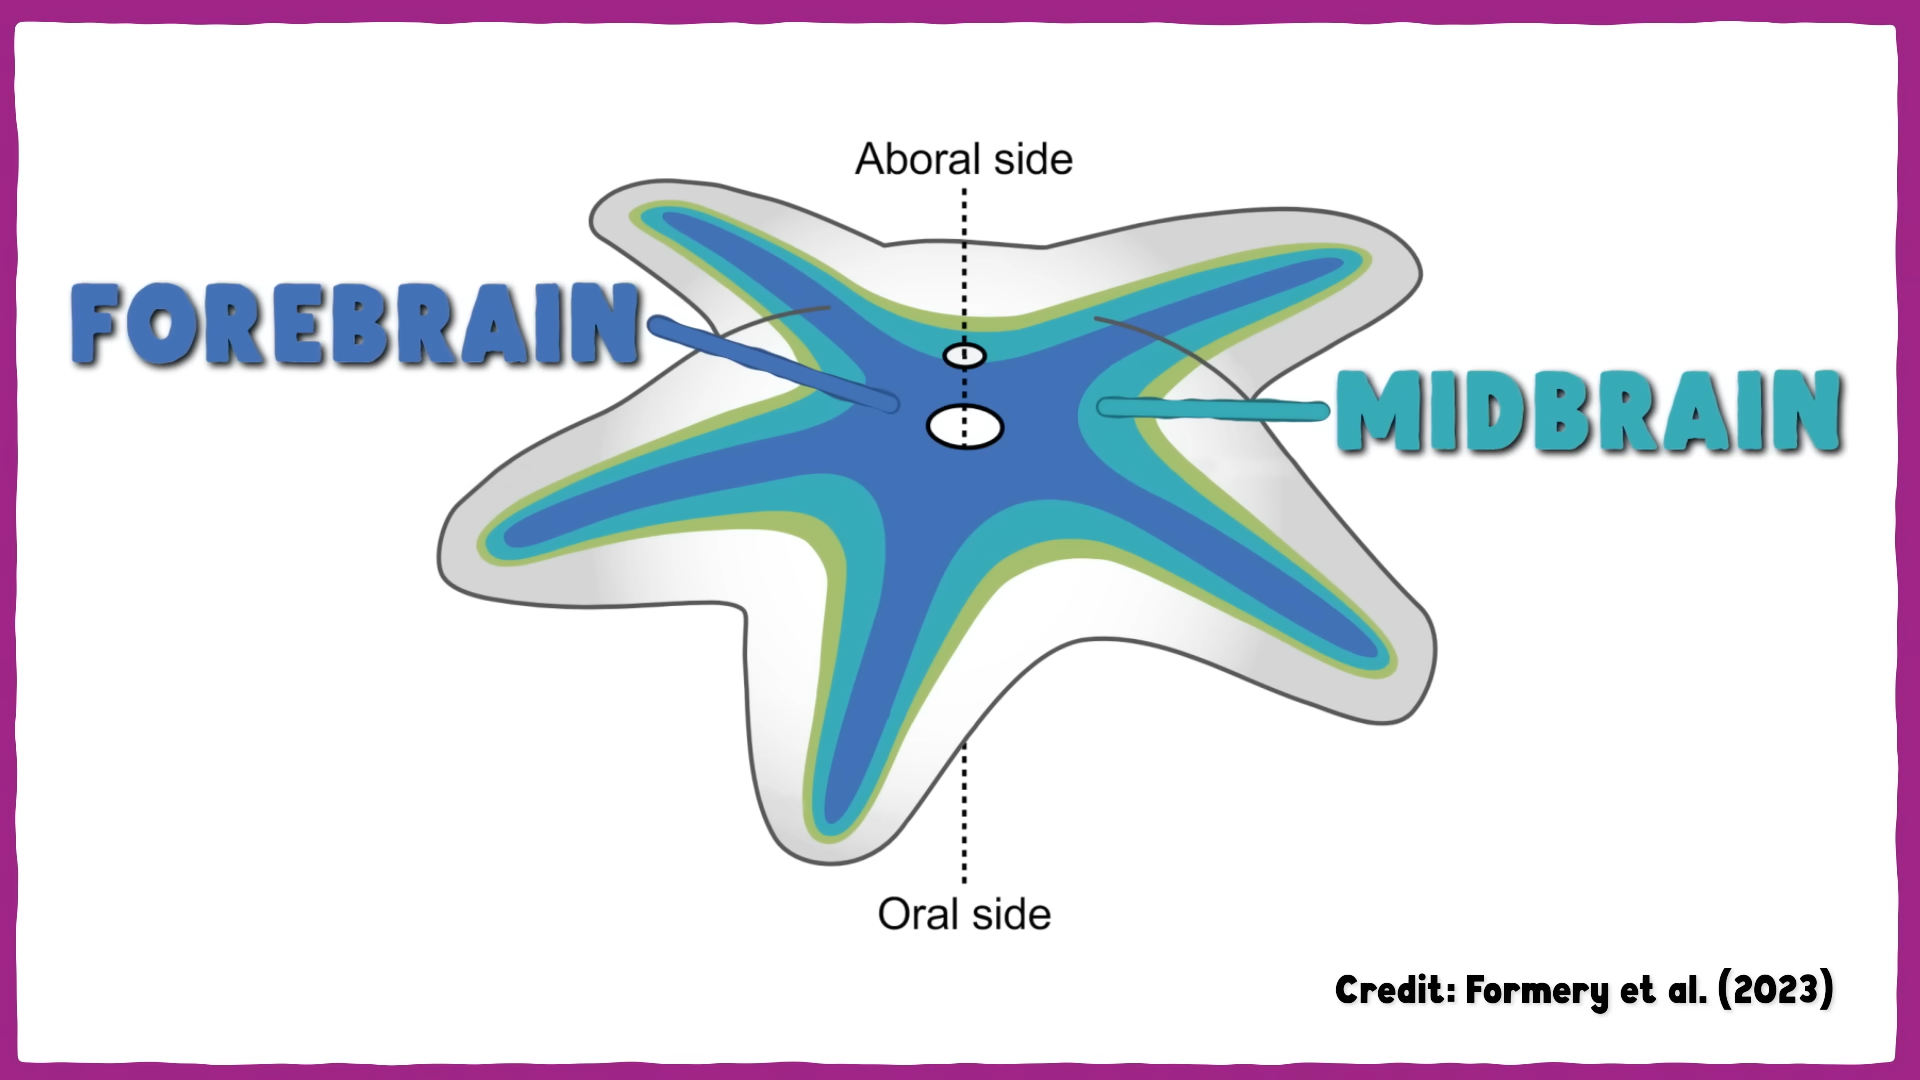 Aboral side
FOREBRAIN
MIDBRAIN
Oral side
Credit: Formery et al. (2023)